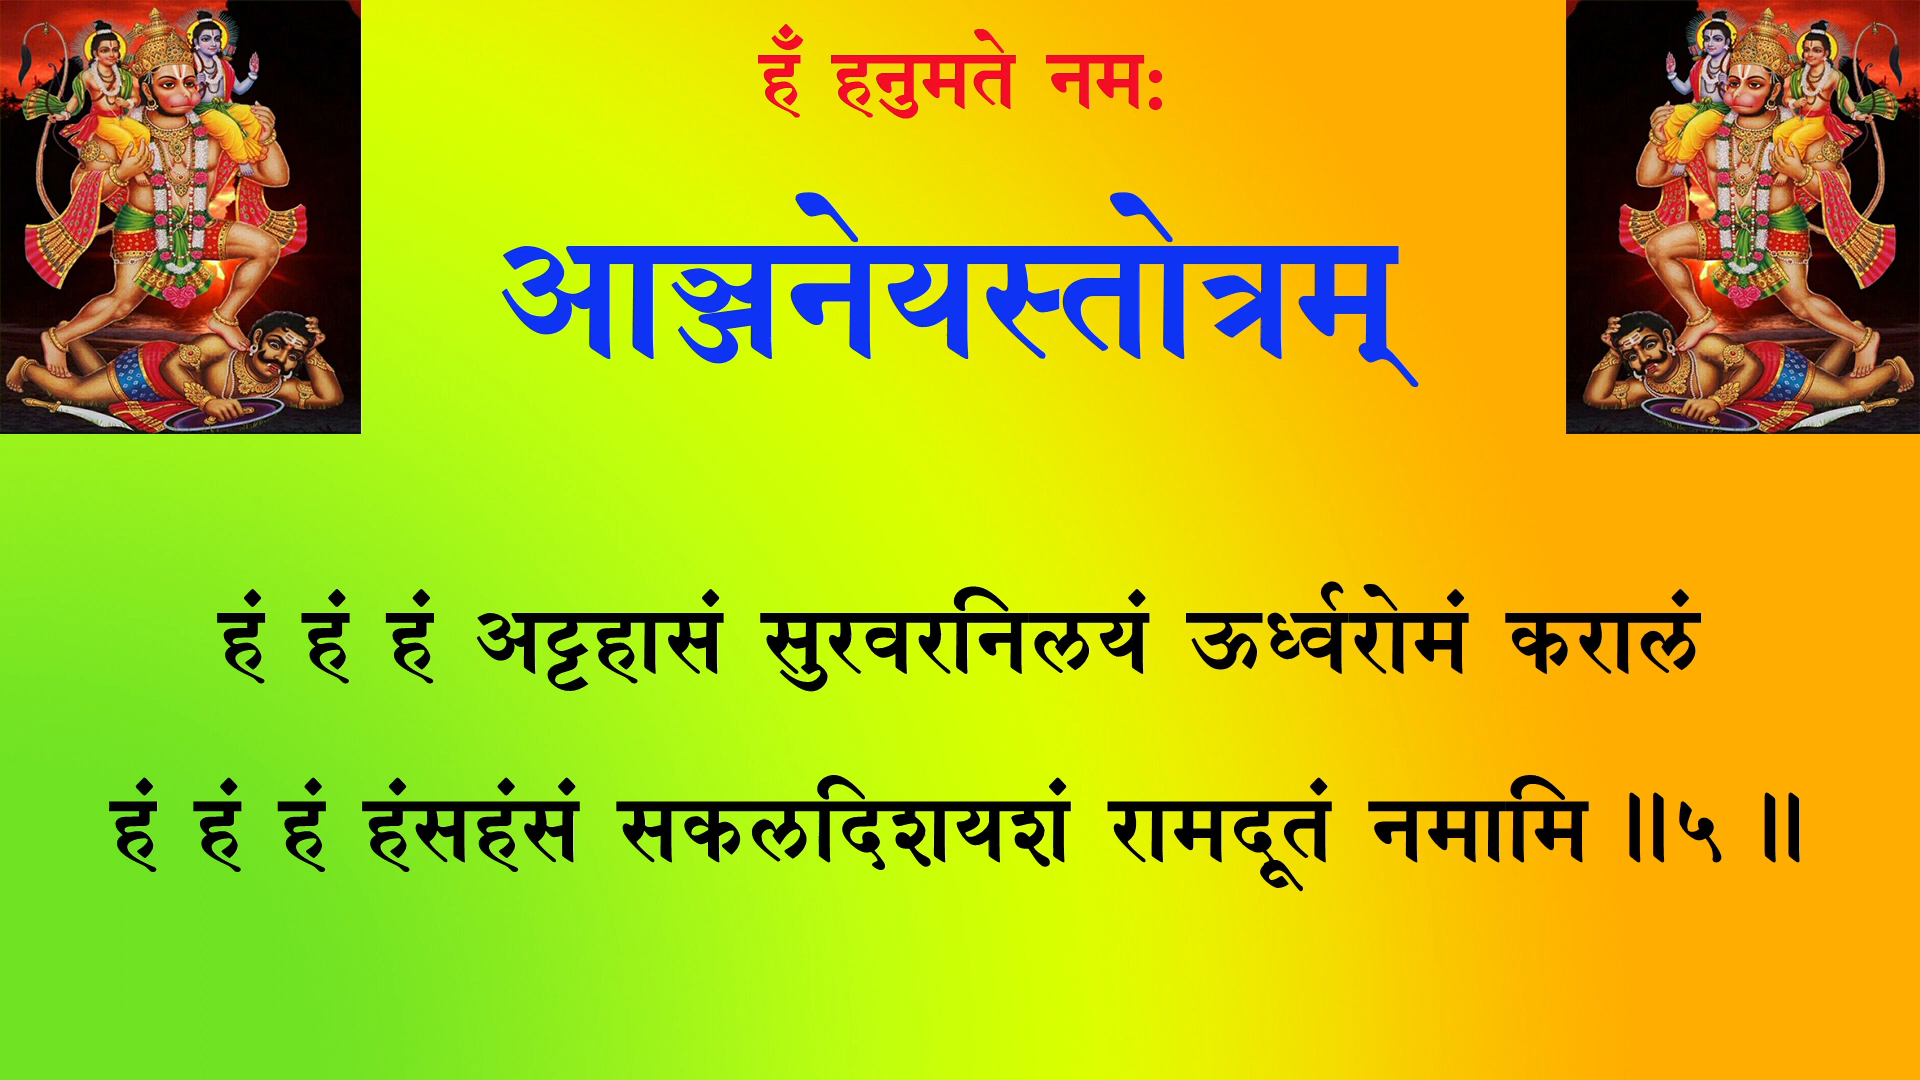 हँ हनुमते नम:
आञ्जनेयस्तोत्रम्
हं हं हं अट्टहासं सुरवरनिलयं ऊर्ध्वरोमं करालं
हं हं हं हंसहंसं सकलदिशयशं रामदूतं नमामि ॥५ ॥